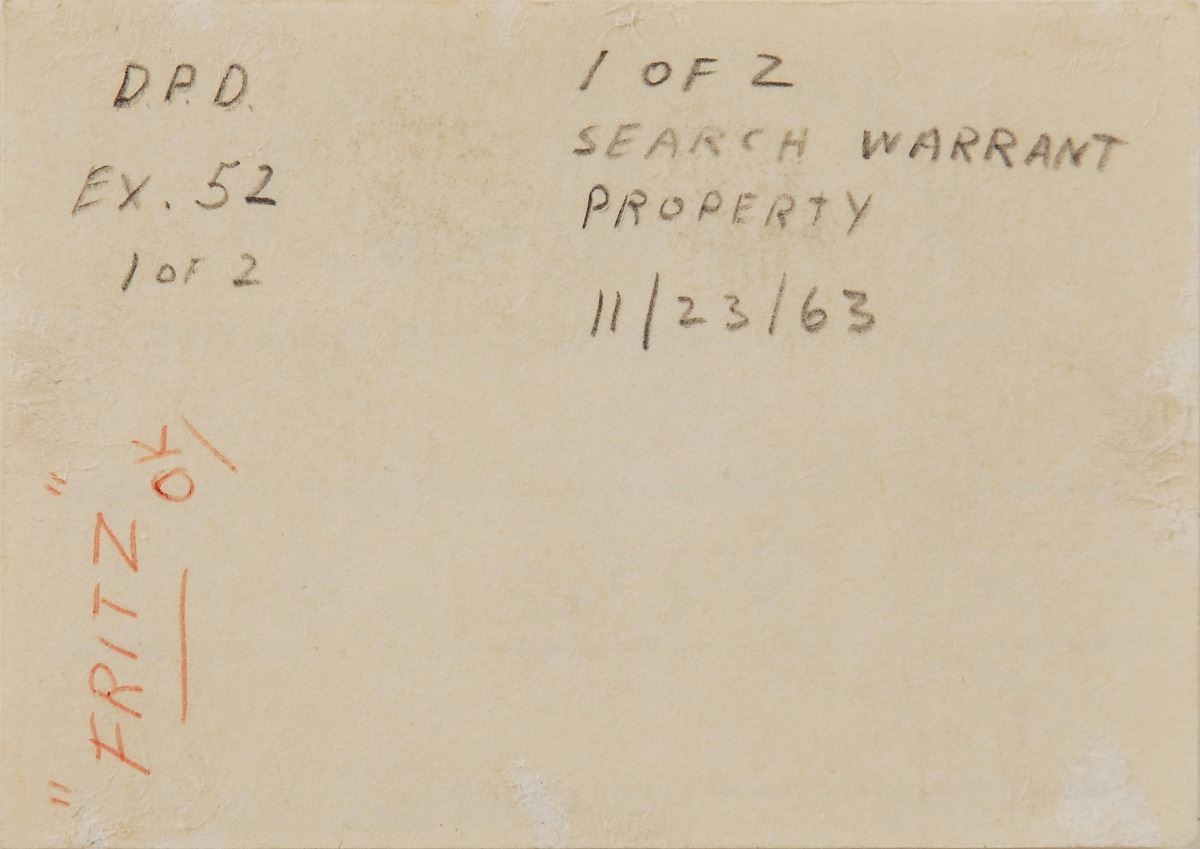 D.P.D.
EX. 52
1 OF 2
1 OF 2
SEARCH WARRANT
PROPERTY
11/23/63
"FRITZ"
OK